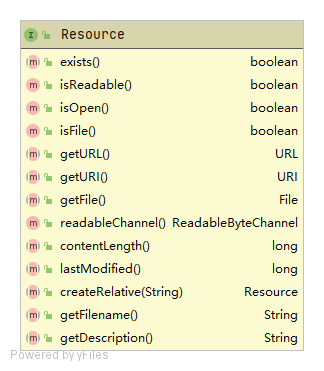 I Resource
m exists() boolean
m isReadable() boolean
m isOpen() boolean
m isFile() boolean
m getURL() URL
m getURI() URI
m getFile() File
m readableChannel() ReadableByteChannel
m contentLength() long
m lastModified() long
m createRelative(String) Resource
m getFilename() String
m getDescription() String
Powered by yFiles